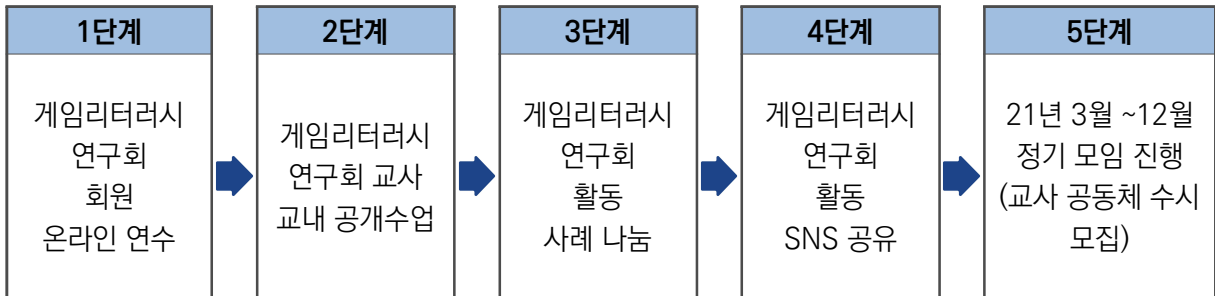 1단계
게임리터러시
연구회
회원
온라인 연수
2단계
게임리터러시
연구회 교사
교내 공개수업
3단계
게임리터러시
연구회
활동
사례 나눔
4단계
게임리터러시
연구회
활동
SNS 공유
5단계
21년 3월 ~12월
정기 모임 진행
(교사 공동체 수시
모집)